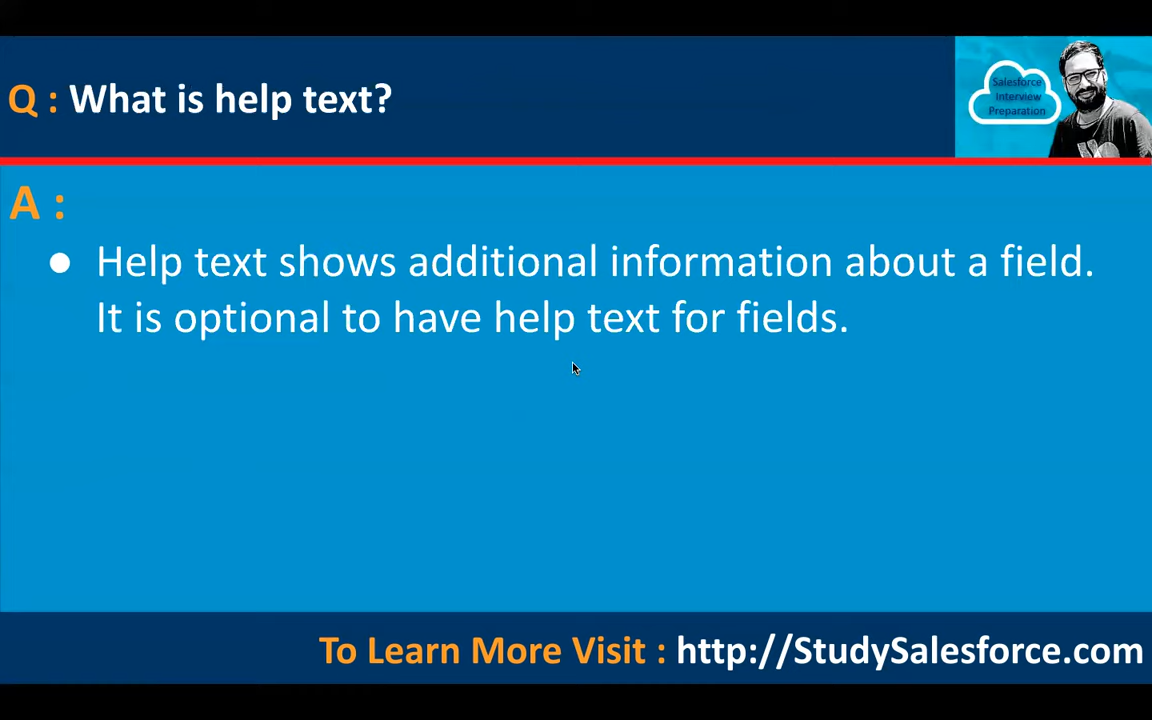 Q : What is help text?
Salesforce
Interview
Preparation
A :
● Help text shows additional information about a field.
It is optional to have help text for fields.
To Learn More Visit : http://StudySalesforce.com